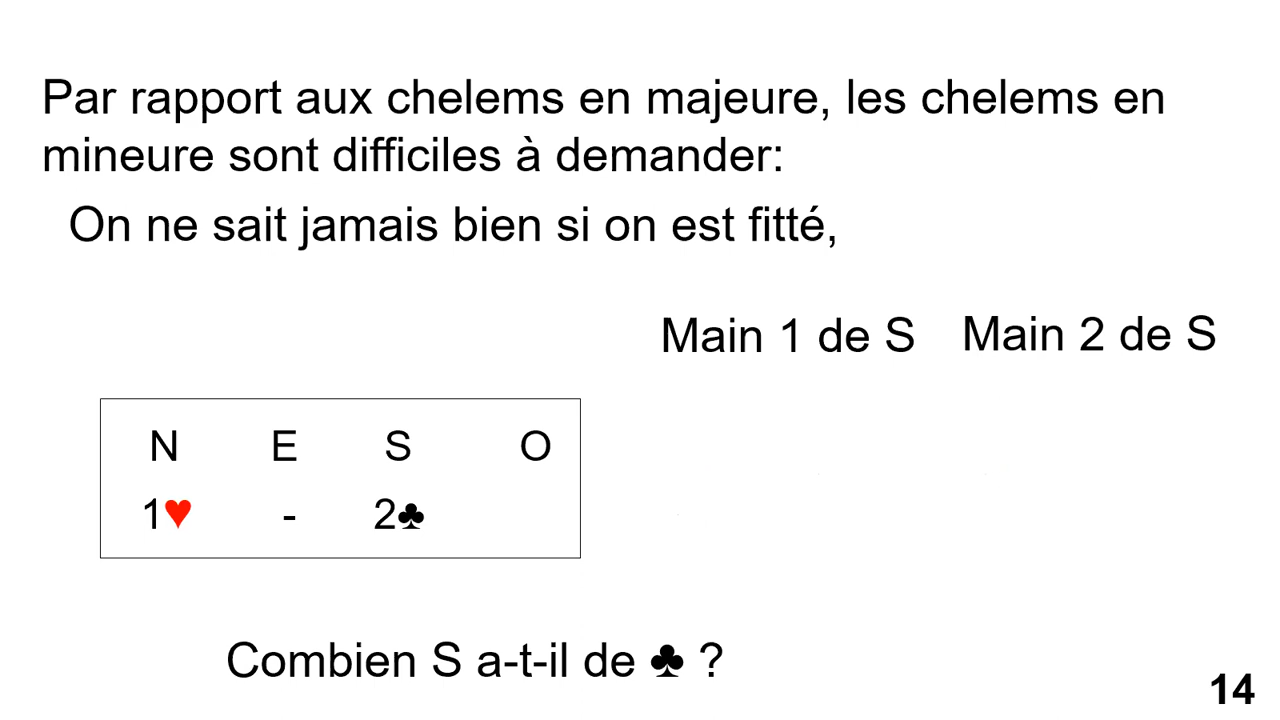 Par rapport aux chelems en majeure, les chelems en
mineure sont difficiles à demander:
On ne sait jamais bien si on est fitté,
Main 1 de S Main 2 de S
N E S O
1♥ - 2♣
Combien S a-t-il de ♣ ?
14